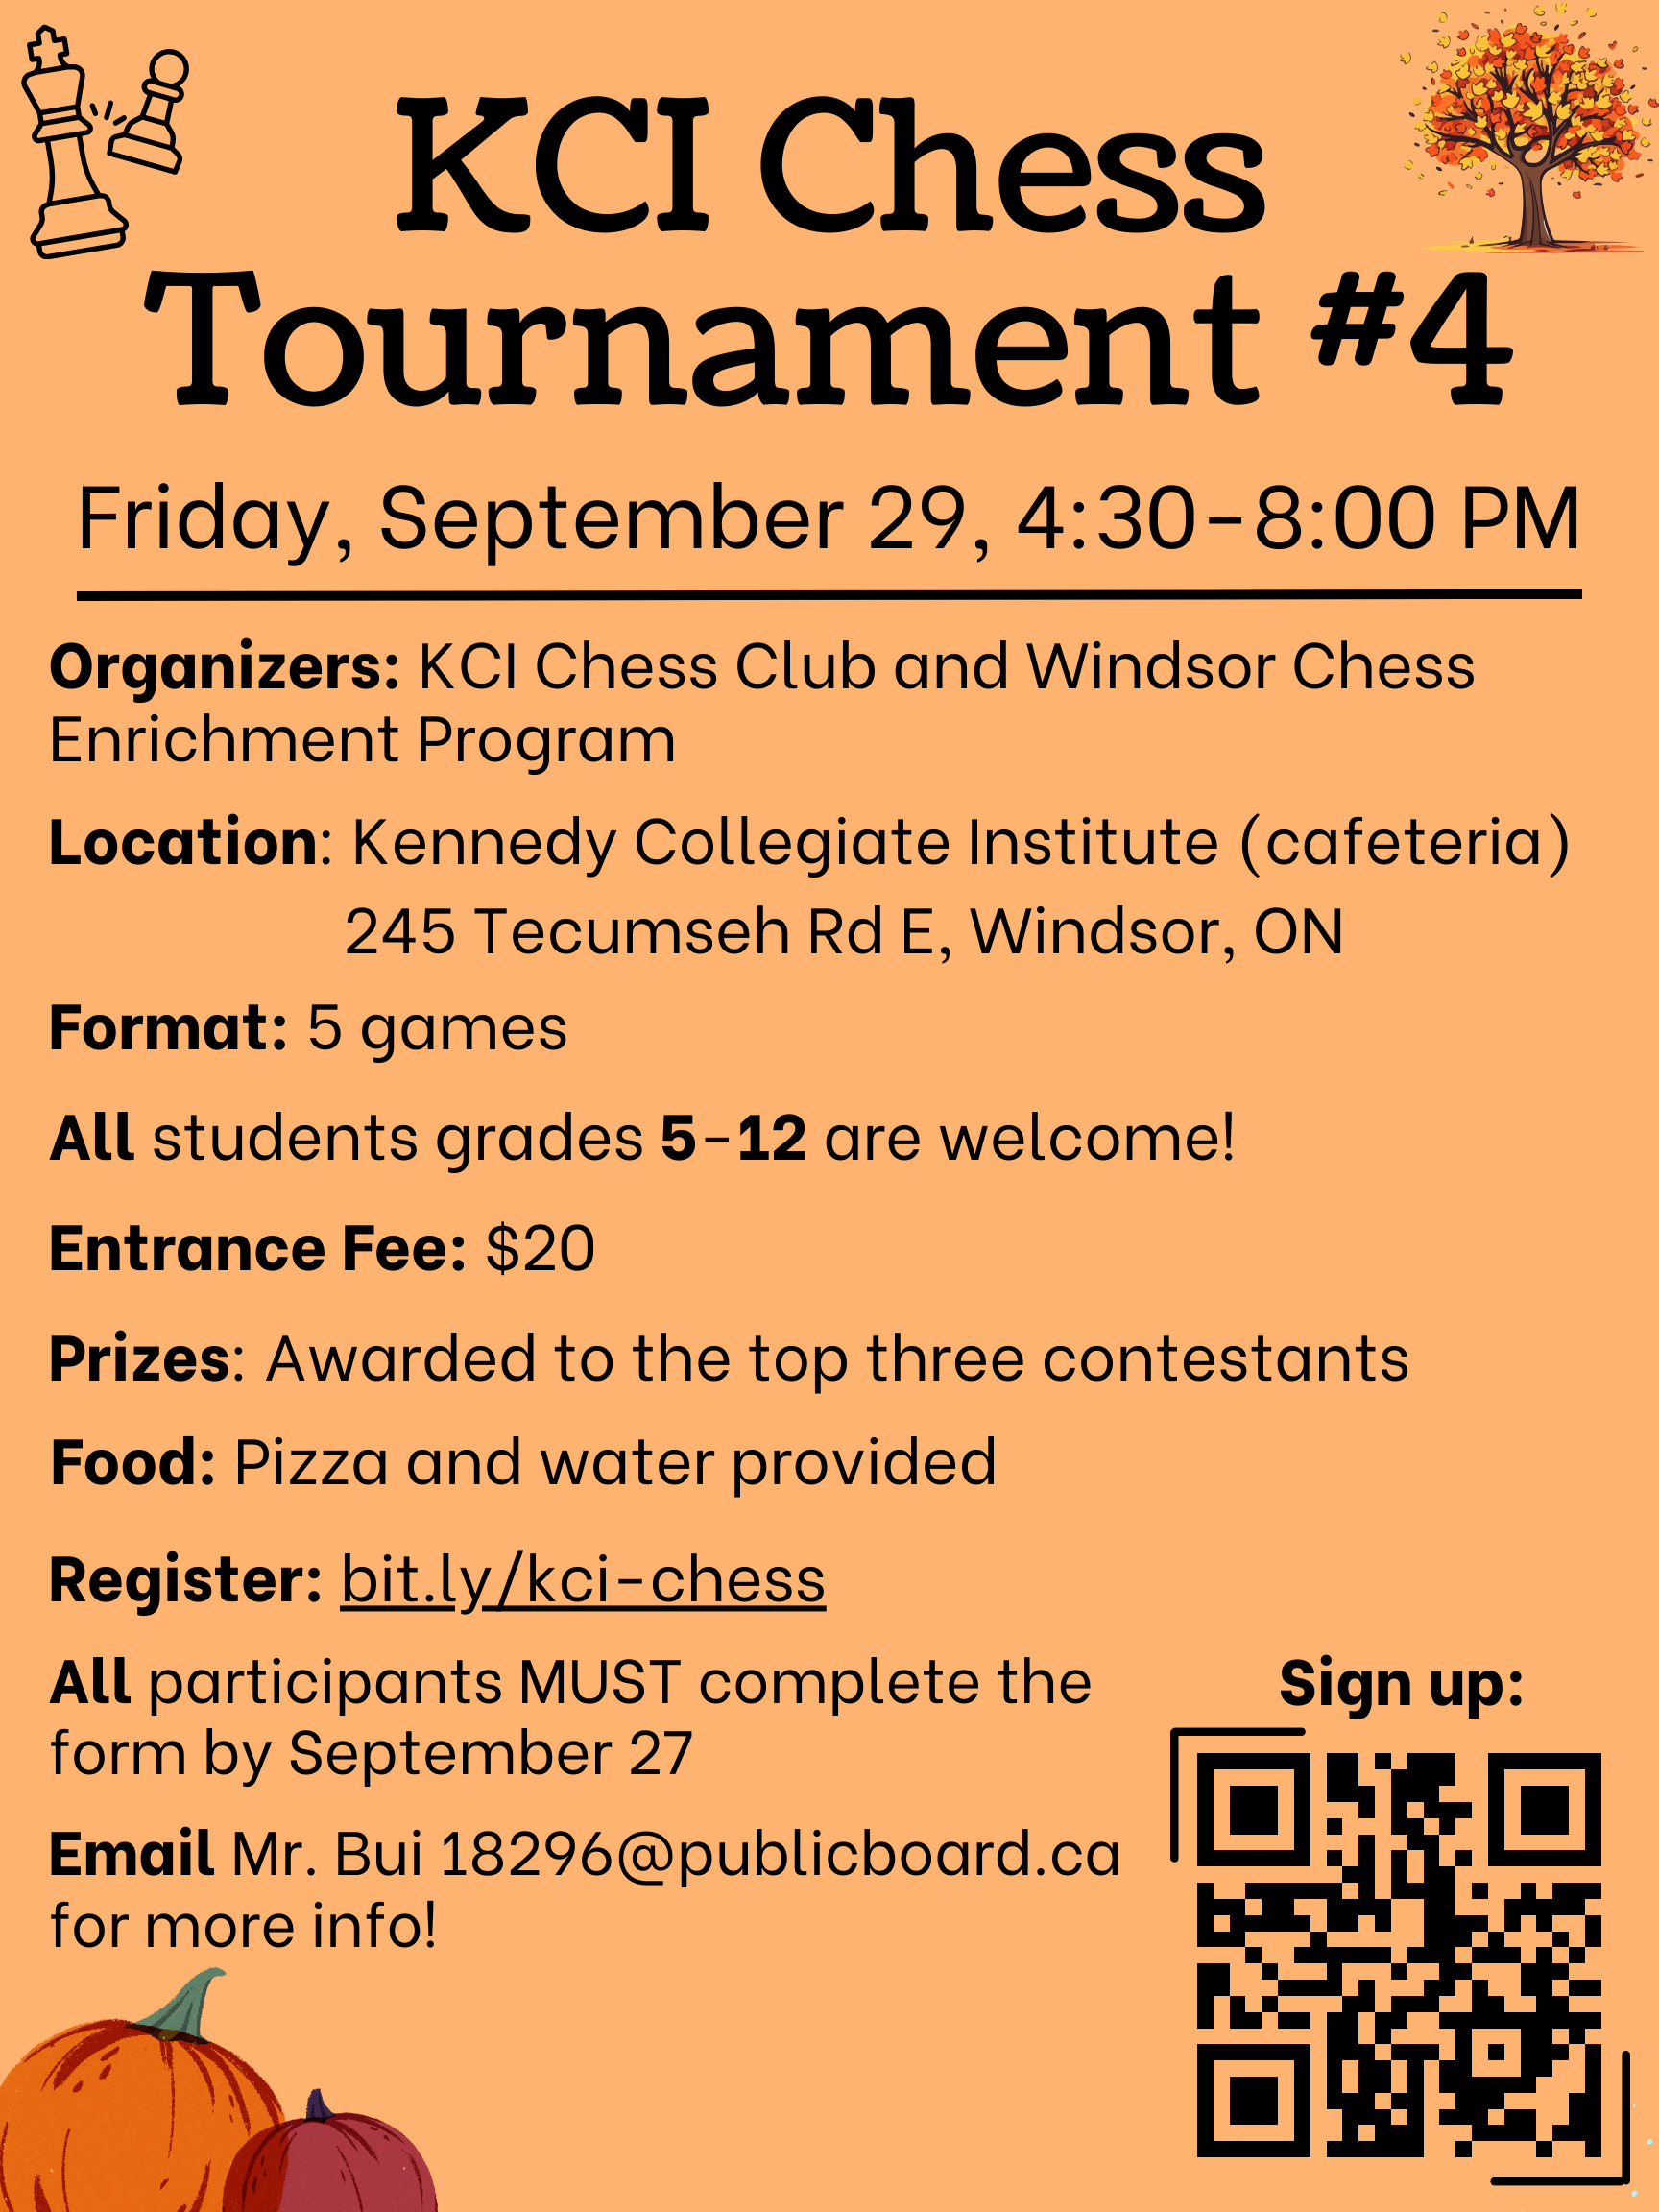 KCI Chess
Tournament #4
Friday, September 29, 4:30-8:00 PM
Organizers: KCI Chess Club and Windsor Chess
Enrichment Program
Location: Kennedy Collegiate Institute (cafeteria)
245 Tecumseh Rd E, Windsor, ON
Format: 5 games
All students grades 5-12 are welcome!
Entrance Fee: $20
Prizes: Awarded to the top three contestants
Food: Pizza and water provided
Register: bit.ly/kci-chess
All participants MUST complete the
form by September 27
Email Mr. Bui 18296@publicboard.ca
for more info!
Sign up: